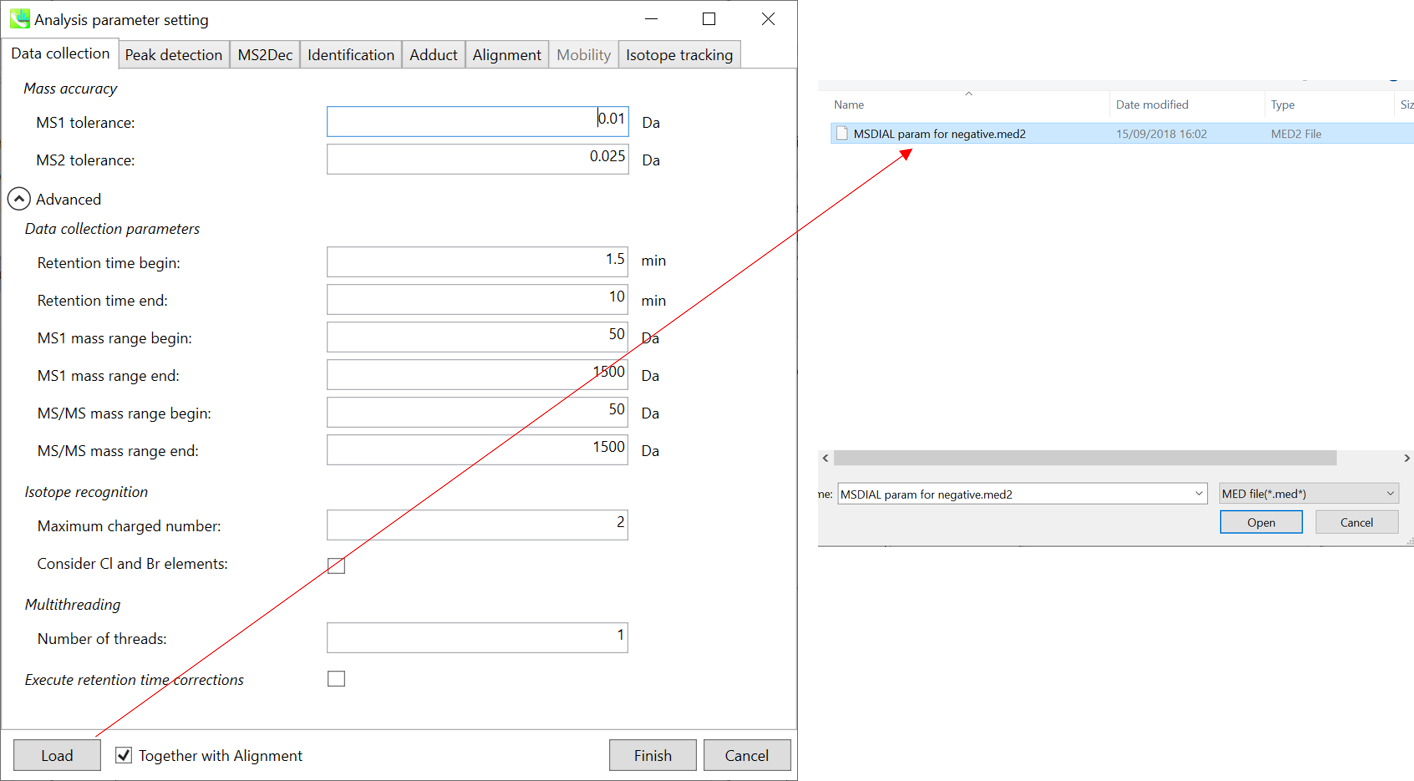 Analysis parameter setting
Data collection Peak detection MS2Dec Identification Adduct Alignment Mobility Isotope tracking
Mass accuracy
MS1 tolerance: 0.01 Da
MS2 tolerance: 0.025 Da
Advanced
Data collection parameters
Retention time begin: 1.5 min
Retention time end: 10 min
MS1 mass range begin: 50 Da
MS1 mass range end: 1500 Da
MS/MS mass range begin: 50 Da
MS/MS mass range end: 1500 Da
Isotope recognition
Maximum charged number: 2
Consider Cl and Br elements:
Multithreading
Number of threads: 1
Execute retention time corrections
Load Together with Alignment Finish Cancel
Name Date modified Type Siz
MSDIAL param for negative.med2 15/09/2018 16:02 MED2 File
me: MSDIAL param for negative.med2 MED file(*.med*)
Open Cancel